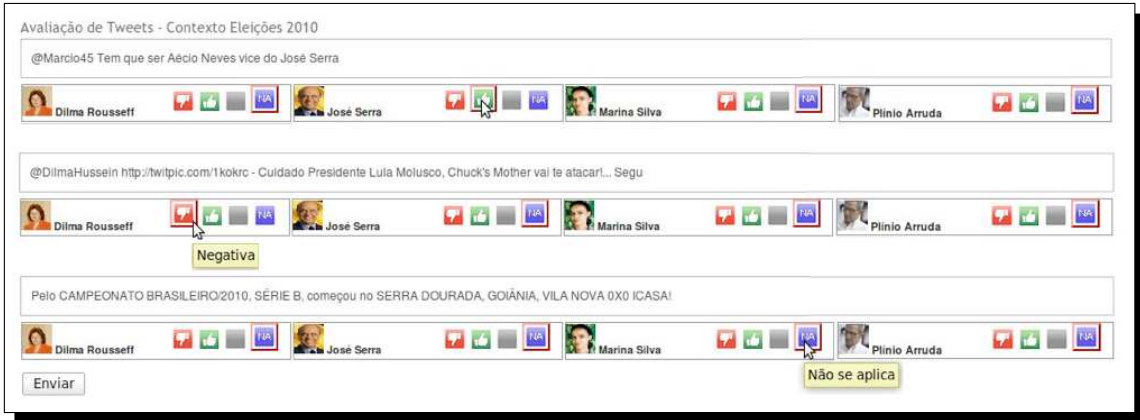 Avaliação de Tweets - Contexto Eleições 2010
@Marcio45 Tem que ser Aécio Neves vice do José Serra
Dilma Rousseff NA José Serra NA Marina Silva NA Plínio Arruda NA
@DilmaHussein http://twitpic.com/1kokrc - Cuidado Presidente Lula Molusco, Chuck's Mother vai te atacar!... Segu
Dilma Rousseff NA José Serra NA Marina Silva NA Plínio Arruda NA
Negativa
Pelo CAMPEONATO BRASILEIRO/2010, SÉRIE B, começou no SERRA DOURADA, GOIÂNIA, VILA NOVA 0X0 ICASA!
Dilma Rousseff NA José Serra NA Marina Silva NA Plínio Arruda NA
Não se aplica
Enviar